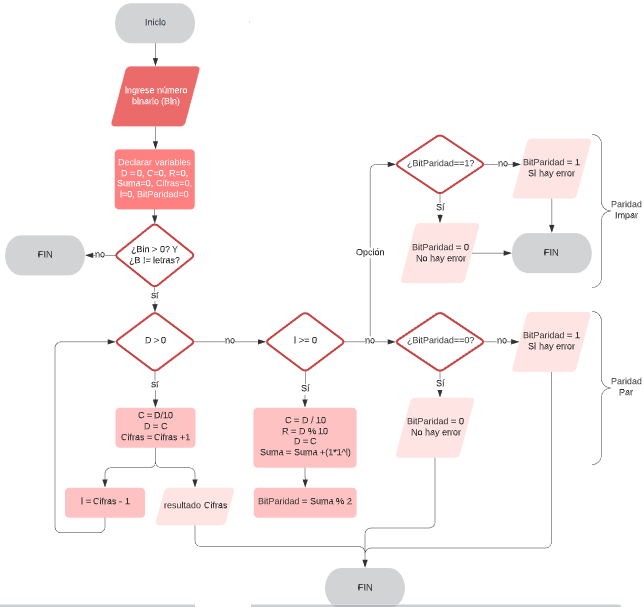 Inicio
Ingrese número
binario (Bin)
Declarar variables
D = 0, C=0, R=0,
Suma=0, Cifras=0,
I=0, BitParidad=0
¿Bin > 0? Y
¿B != letras?
no
FIN
sí
D > 0
no
sí
C = D/10
D = C
Cifras = Cifras +1
I = Cifras - 1
resultado Cifras
I >= 0
no
Sí
C = D / 10
R = D % 10
D = C
Suma = Suma +(1*1^I)
BitParidad = Suma % 2
Opción
¿BitParidad==1?
no
BitParidad = 1
Si hay error
Sí
BitParidad = 0
No hay error
FIN
Paridad
Impar
¿BitParidad==0?
no
BitParidad = 1
Si hay error
Sí
BitParidad = 0
No hay error
Paridad
Par
FIN